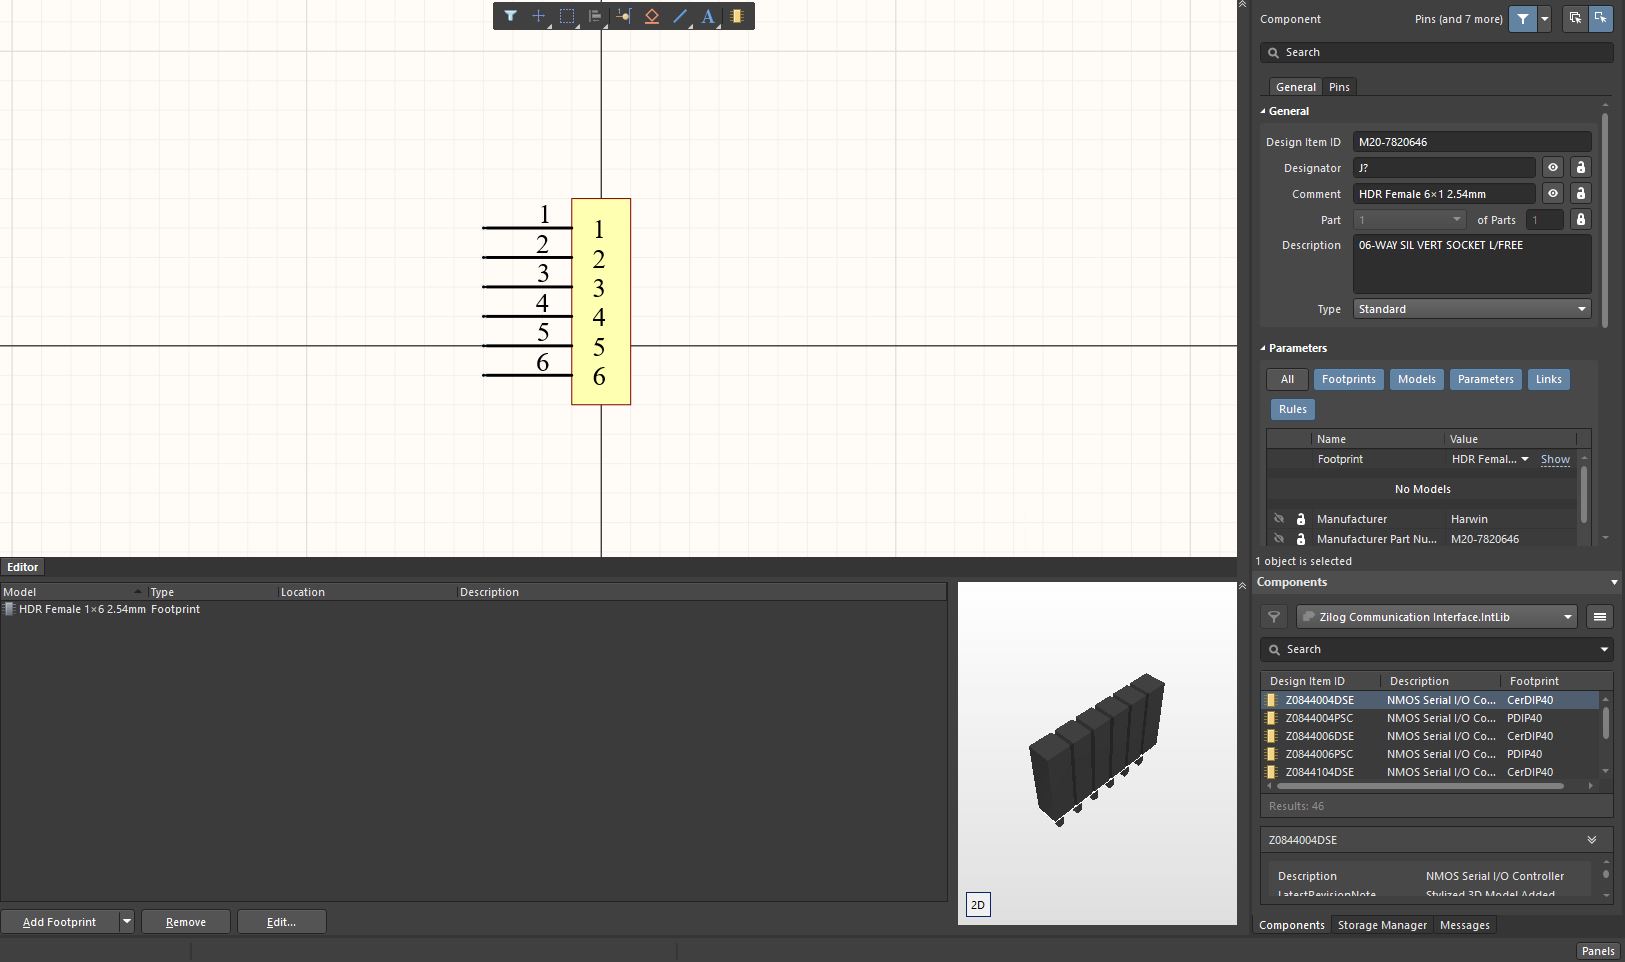 A
1
2
3
4
5
6
1
2
3
4
5
6
Editor
Model Type Location Description
HDR Female 1×6 2.54mm Footprint
2D
Add Footprint Remove Edit...
Component Pins (and 7 more)
Search
General Pins
General
Design Item ID M20-7820646
Designator J?
Comment HDR Female 6×1 2.54mm
Part 1 of Parts 1
Description 06-WAY SIL VERT SOCKET L/FREE
Type Standard
Parameters
All Footprints Models Parameters Links
Rules
Name Value
Footprint HDR Femal... Show
No Models
Manufacturer Harwin
Manufacturer Part Nu... M20-7820646
1 object is selected
Components
Zilog Communication Interface.IntLib
Search
Design Item ID Description Footprint
Z0844004DSE NMOS Serial I/O Co... CerDIP40
Z0844004PSC NMOS Serial I/O Co... PDIP40
Z0844006DSE NMOS Serial I/O Co... CerDIP40
Z0844006PSC NMOS Serial I/O Co... PDIP40
Z0844104DSE NMOS Serial I/O Co... CerDIP40
Results: 46
Z0844004DSE
Description NMOS Serial I/O Controller
LatestRevisionNote Stylized 3D Model Added
Components Storage Manager Messages
Panels